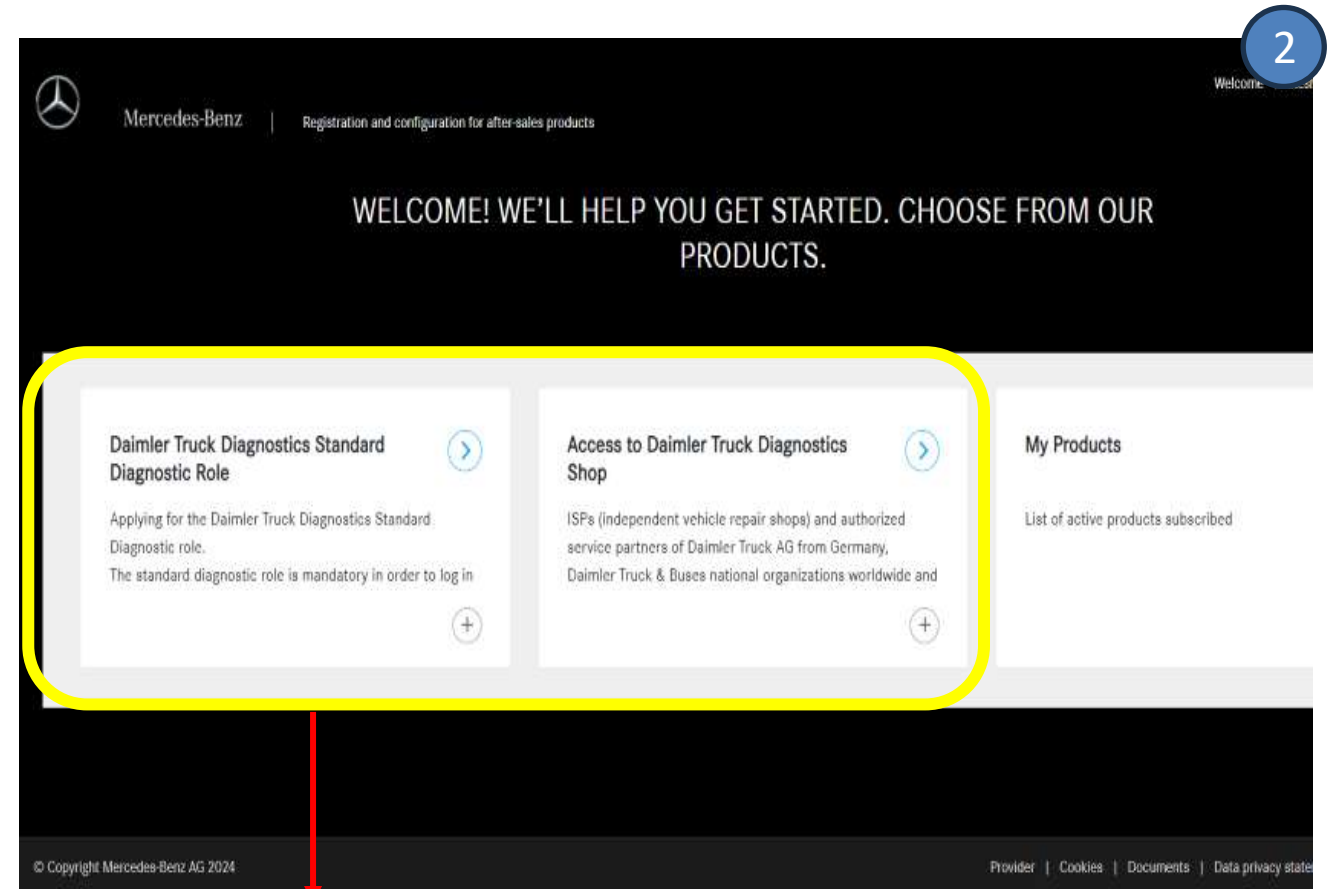 2
Welcome
Mercedes-Benz | Registration and configuration for after-sales products
WELCOME! WE'LL HELP YOU GET STARTED. CHOOSE FROM OUR
PRODUCTS.
Daimler Truck Diagnostics Standard
Diagnostic Role
Applying for the Daimler Truck Diagnostics Standard
Diagnostic role.
The standard diagnostic role is mandatory in order to log in
Access to Daimler Truck Diagnostics
Shop
ISPs (independent vehicle repair shops) and authorized
service partners of Daimler Truck AG from Germany,
Daimler Truck & Buses national organizations worldwide and
My Products
List of active products subscribed
© Copyright Mercedes-Benz AG 2024
Provider | Cookies | Documents | Data privacy